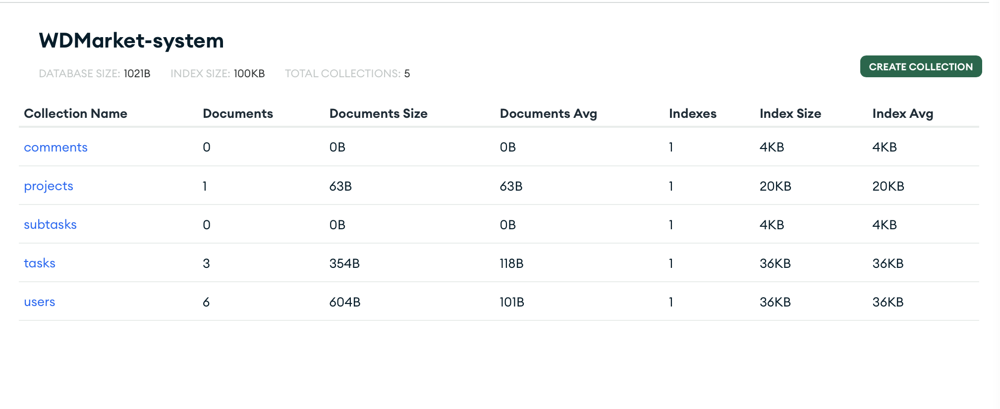 WDMarket-system
DATABASE SIZE: 1021B INDEX SIZE: 100KB TOTAL COLLECTIONS: 5
CREATE COLLECTION
Collection Name Documents Documents Size Documents Avg Indexes Index Size Index Avg
comments 0 0B 0B 1 4KB 4KB
projects 1 63B 63B 1 20KB 20KB
subtasks 0 0B 0B 1 4KB 4KB
tasks 3 354B 118B 1 36KB 36KB
users 6 604B 101B 1 36KB 36KB